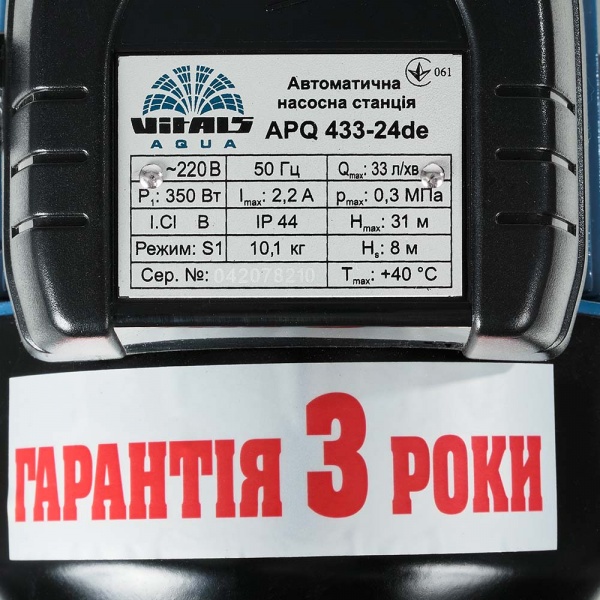 VITALS
AQUA
Автоматична
насосна станція
APQ 433-24de
061
~220 В 50 Гц Qmax: 33 л/хв
P1: 350 Вт Imax: 2,2 А pmax: 0,3 МПа
I.Cl B IP 44 Hmax: 31 м
Режим: S1 10,1 кг Hs: 8 м
Сер. №: 042078210 Tmax: +40 °C
ГАРАНТІЯ 3 РОКИ